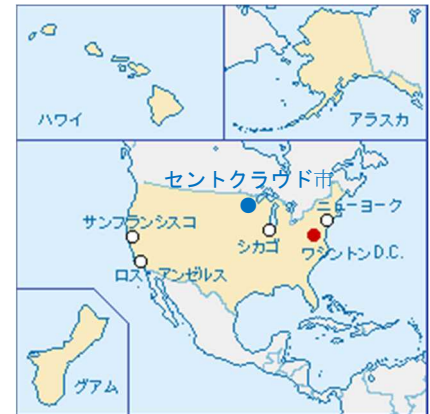 ハワイ
アラスカ
セントクラウド市
ニューヨーク
サンフランシスコ
シカゴ
ワシントンD.C.
ロス・アンゼルス
グアム